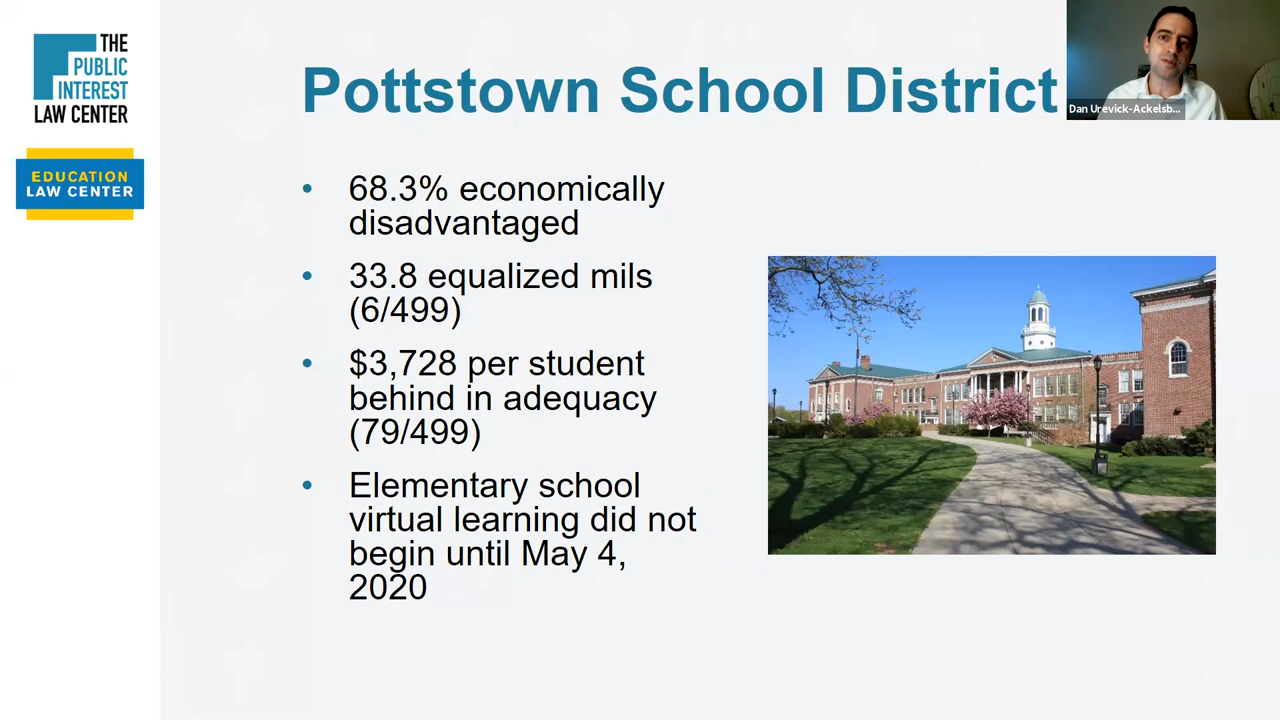 THE
PUBLIC
INTEREST
LAW CENTER
EDUCATION
LAW CENTER
Pottstown School District
Dan Urevick-Ackelsb...
• 68.3% economically
disadvantaged
• 33.8 equalized mils
(6/499)
• $3,728 per student
behind in adequacy
(79/499)
• Elementary school
virtual learning did not
begin until May 4,
2020